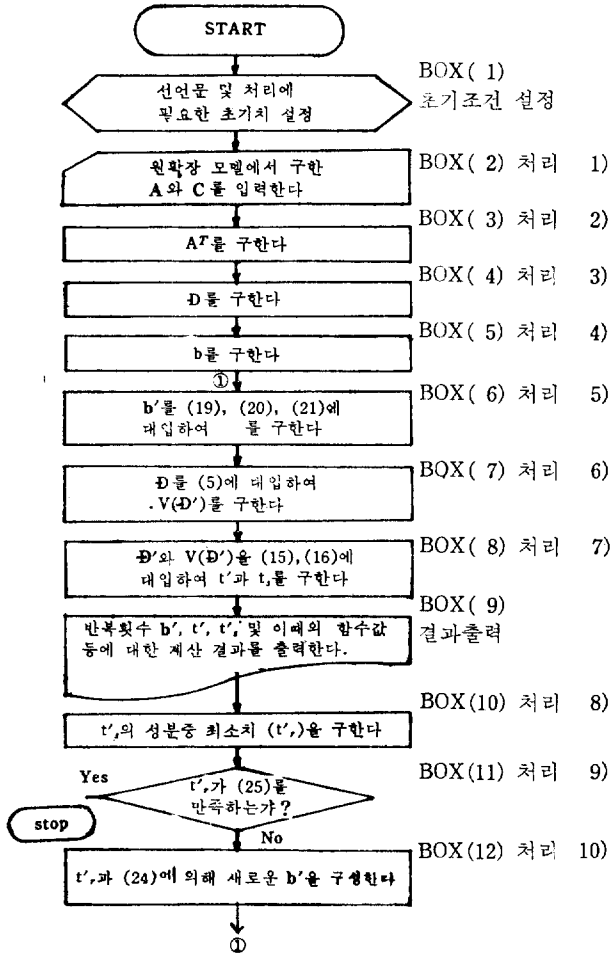 START
BOX( 1)
선언문 및 처리에
필요한 초기치 설정
초기조건 설정
BOX( 2) 처리 1)
원확장 모델에서 구한
A와 C를 입력한다
BOX( 3) 처리 2)
Aᵀ를 구한다
BOX( 4) 처리 3)
D를 구한다
BOX( 5) 처리 4)
b를 구한다
①
BOX( 6) 처리 5)
b′를 (19), (20), (21)에
대입하여 를 구한다
BOX( 7) 처리 6)
D를 (5)에 대입하여
.V(D′)를 구한다
BOX( 8) 처리 7)
D′와 V(D′)을 (15),(16)에
대입하여 t′과 t,를 구한다
BOX( 9)
결과출력
반복횟수 b′, t′, t′, 및 이때의 함수값
등에 대한 계산 결과를 출력한다.
BOX(10) 처리 8)
t′,의 성분중 최소치 (t′,)을 구한다
BOX(11) 처리 9)
Yes
t′,가 (25)를
만족하는가?
stop
No
BOX(12) 처리 10)
t′,과 (24)에 의해 새로운 b′을 구성한다
①